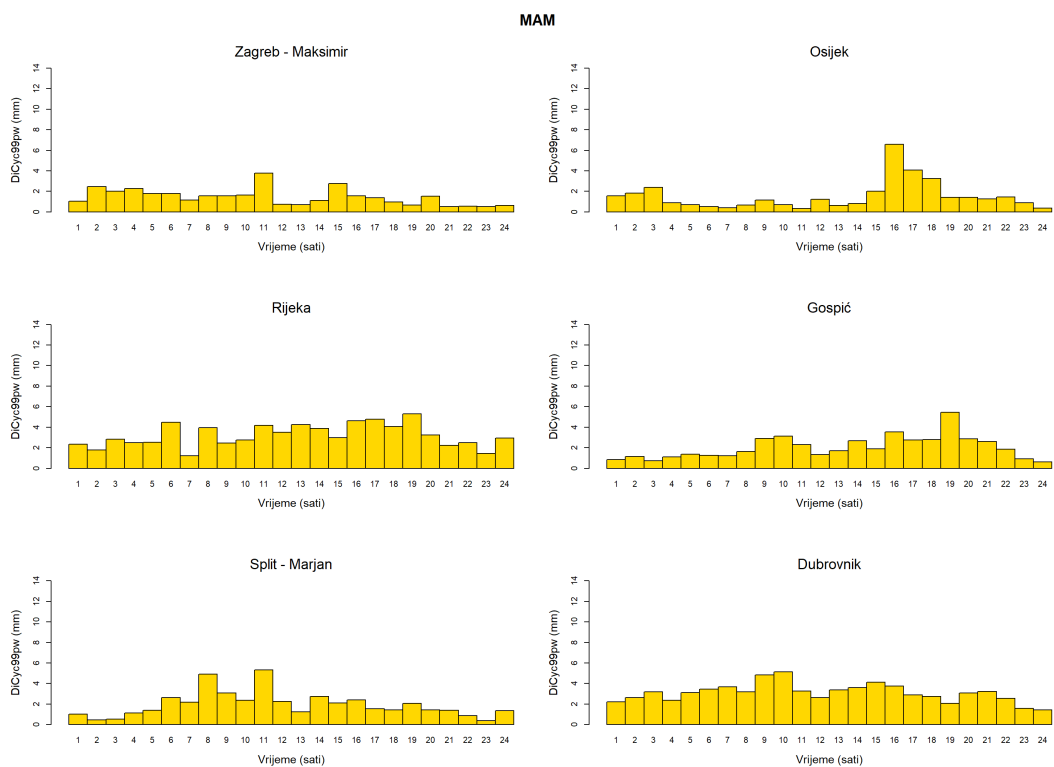 MAM
Zagreb - Maksimir
DiCyc99pw (mm)
0 2 4 6 8 10 12 14
1 2 3 4 5 6 7 8 9 10 11 12 13 14 15 16 17 18 19 20 21 22 23 24
Vrijeme (sati)
Osijek
DiCyc99pw (mm)
0 2 4 6 8 10 12 14
1 2 3 4 5 6 7 8 9 10 11 12 13 14 15 16 17 18 19 20 21 22 23 24
Vrijeme (sati)
Rijeka
DiCyc99pw (mm)
0 2 4 6 8 10 12 14
1 2 3 4 5 6 7 8 9 10 11 12 13 14 15 16 17 18 19 20 21 22 23 24
Vrijeme (sati)
Gospić
DiCyc99pw (mm)
0 2 4 6 8 10 12 14
1 2 3 4 5 6 7 8 9 10 11 12 13 14 15 16 17 18 19 20 21 22 23 24
Vrijeme (sati)
Split - Marjan
DiCyc99pw (mm)
0 2 4 6 8 10 12 14
1 2 3 4 5 6 7 8 9 10 11 12 13 14 15 16 17 18 19 20 21 22 23 24
Vrijeme (sati)
Dubrovnik
DiCyc99pw (mm)
0 2 4 6 8 10 12 14
1 2 3 4 5 6 7 8 9 10 11 12 13 14 15 16 17 18 19 20 21 22 23 24
Vrijeme (sati)